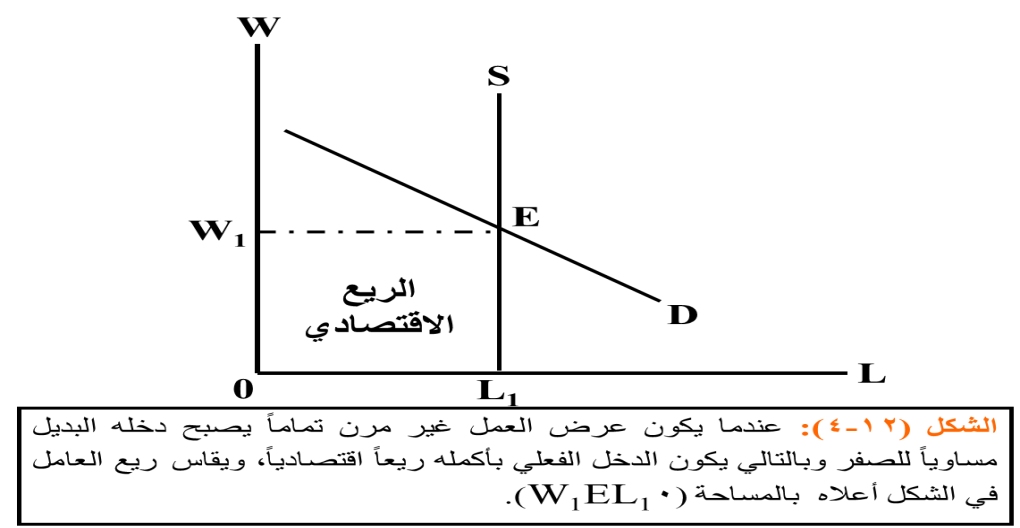 W
S
E
W₁
الريع
الاقتصادي
D
L
0
L₁
الشكل (١٢-٤): عندما يكون عرض العمل غير مرن تماماً يصبح دخله البديل
مساوياً للصفر وبالتالي يكون الدخل الفعلي بأكمله ريعاً اقتصادياً، ويقاس ريع العامل
في الشكل أعلاه بالمساحة (W₁EL₁٠).